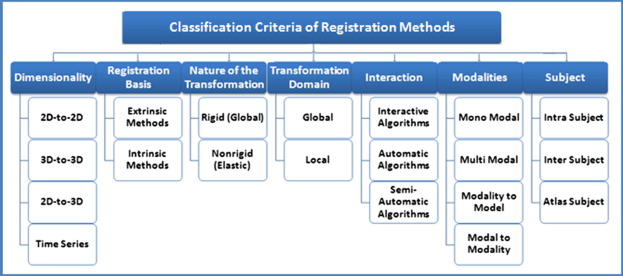 Classification Criteria of Registration Methods
Dimensionality
2D-to-2D
3D-to-3D
2D-to-3D
Time Series
Registration
Basis
Extrinsic
Methods
Intrinsic
Methods
Nature of the
Transformation
Rigid (Global)
Nonrigid
(Elastic)
Transformation
Domain
Global
Local
Interaction
Interactive
Algorithms
Automatic
Algorithms
Semi-
Automatic
Algorithms
Modalities
Mono Modal
Multi Modal
Modality to
Model
Modal to
Modality
Subject
Intra Subject
Inter Subject
Atlas Subject